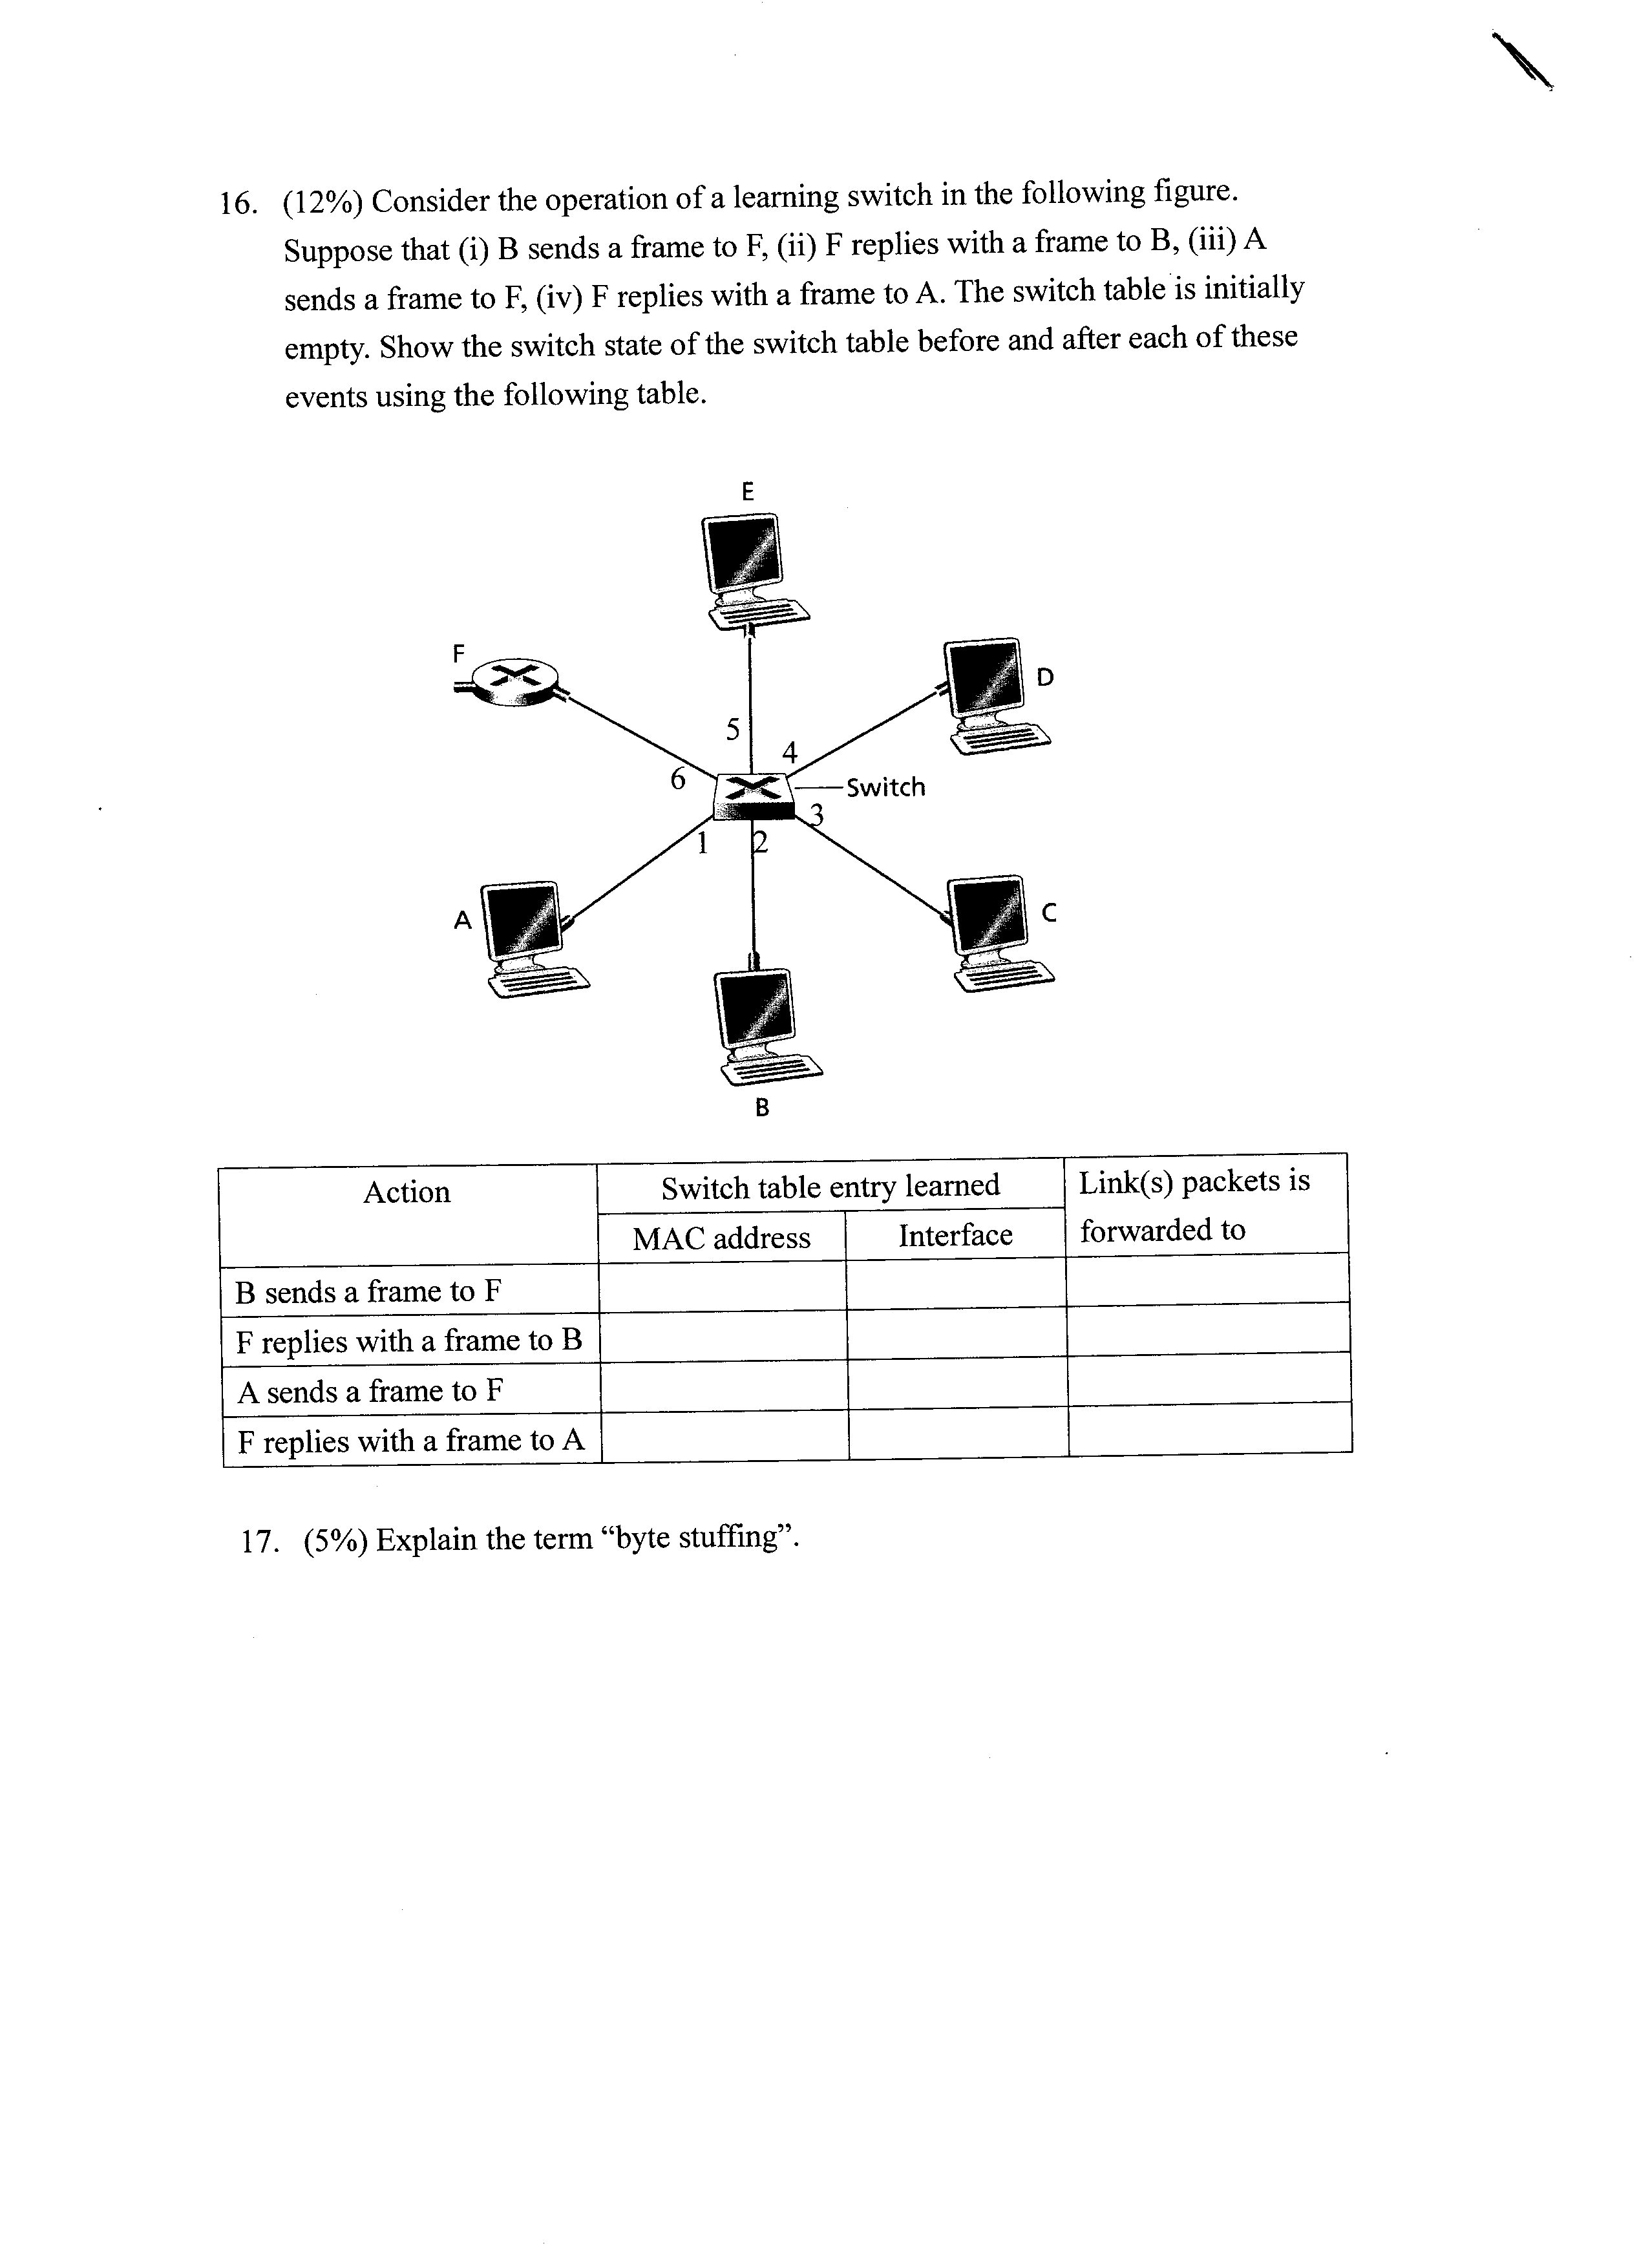 16. (12%) Consider the operation of a learning switch in the following figure.
Suppose that (i) B sends a frame to F, (ii) F replies with a frame to B, (iii) A
sends a frame to F, (iv) F replies with a frame to A. The switch table is initially
empty. Show the switch state of the switch table before and after each of these
events using the following table.
E
F
D
5
4
6
Switch
3
1
2
A
C
B
Action
Switch table entry learned
Link(s) packets is
forwarded to
MAC address
Interface
B sends a frame to F
F replies with a frame to B
A sends a frame to F
F replies with a frame to A
17. (5%) Explain the term “byte stuffing”.